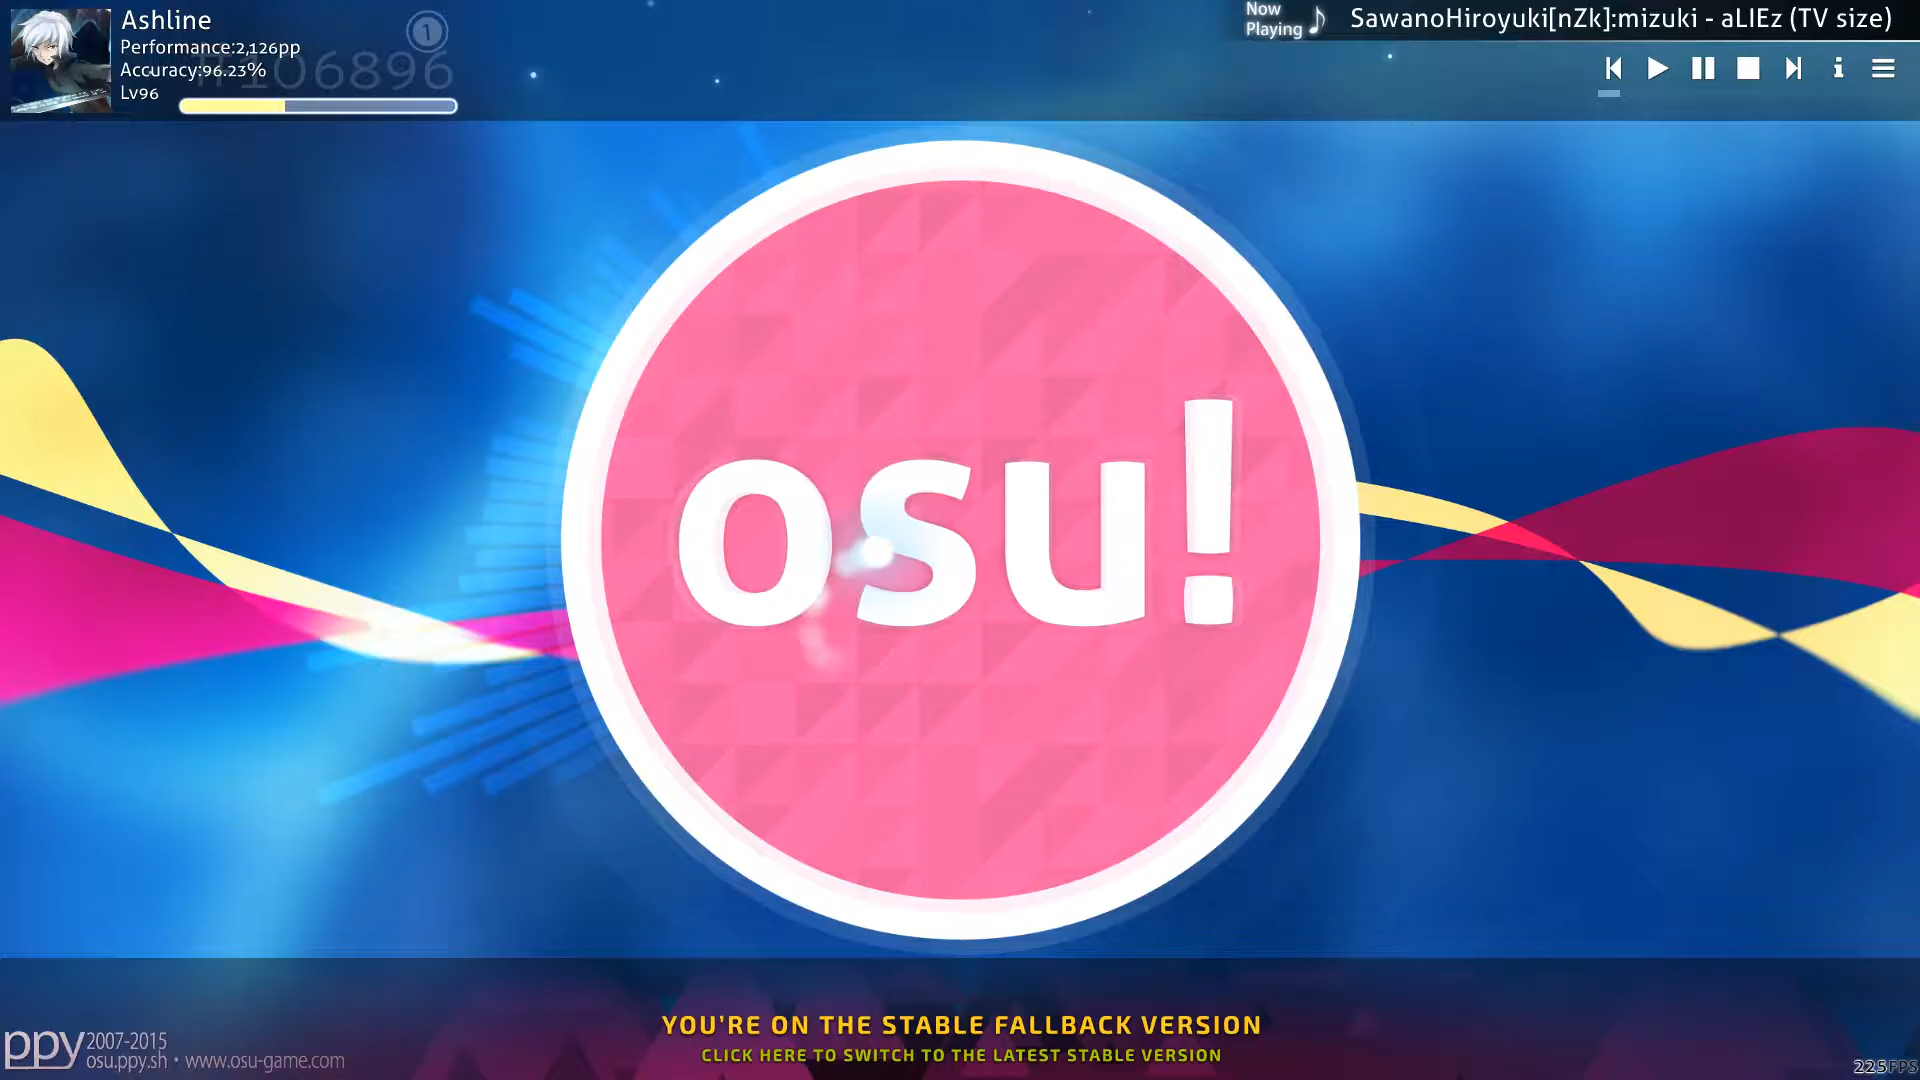 Ashline
Performance:2,126pp
Accuracy:96.23%
Lv96
#106896
1
Now Playing
SawanoHiroyuki[nZk]:mizuki - aLIEz (TV size)
osu!
YOU'RE ON THE STABLE FALLBACK VERSION
CLICK HERE TO SWITCH TO THE LATEST STABLE VERSION
ppy 2007-2015
osu.ppy.sh • www.osu-game.com
225FPS